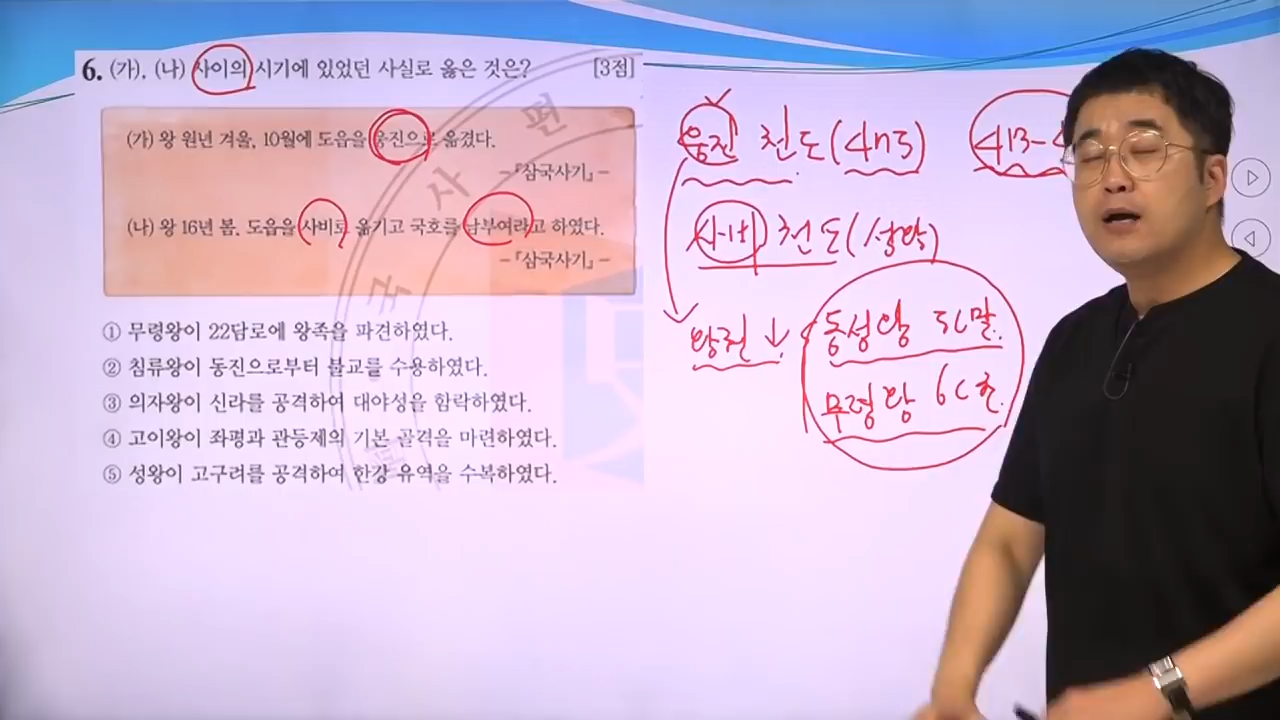 6. (가), (나) 사이의 시기에 있었던 사실로 옳은 것은? [3점]
(가) 왕 원년 겨울, 10월에 도읍을 웅진으로 옮겼다.
-『삼국사기』-
(나) 왕 16년 봄, 도읍을 사비로 옮기고 국호를 남부여라고 하였다.
-『삼국사기』-
① 무령왕이 22담로에 왕족을 파견하였다.
② 침류왕이 동진으로부터 불교를 수용하였다.
③ 의자왕이 신라를 공격하여 대야성을 함락하였다.
④ 고이왕이 좌평과 관등제의 기본 골격을 마련하였다.
⑤ 성왕이 고구려를 공격하여 한강 유역을 수복하였다.
웅진 천도(475)
사비 천도(성왕)
왕권 ↓
동성왕 5C말.
무령왕 6C초.
국사편